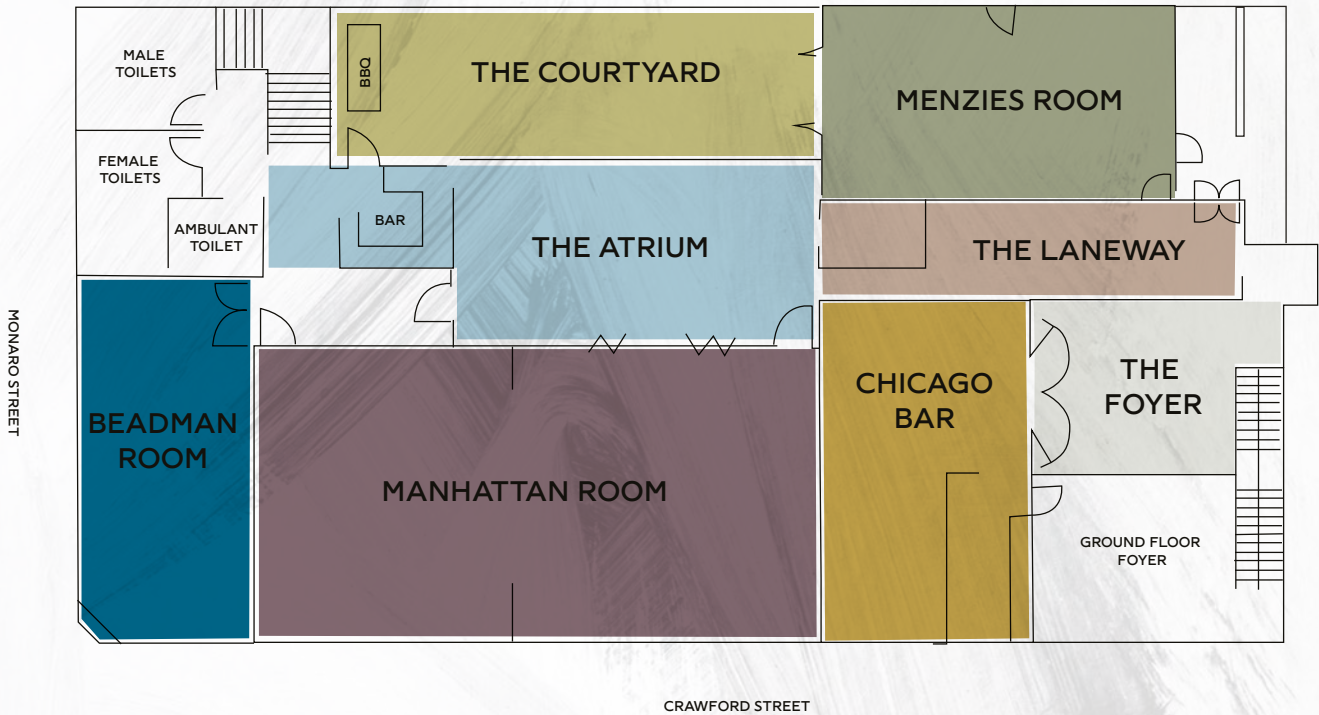 MALE
TOILETS
BBQ
THE COURTYARD
MENZIES ROOM
FEMALE
TOILETS
AMBULANT
TOILET
BAR
THE ATRIUM
THE LANEWAY
MONARO STREET
BEADMAN
ROOM
MANHATTAN ROOM
CHICAGO
BAR
THE
FOYER
GROUND FLOOR
FOYER
CRAWFORD STREET